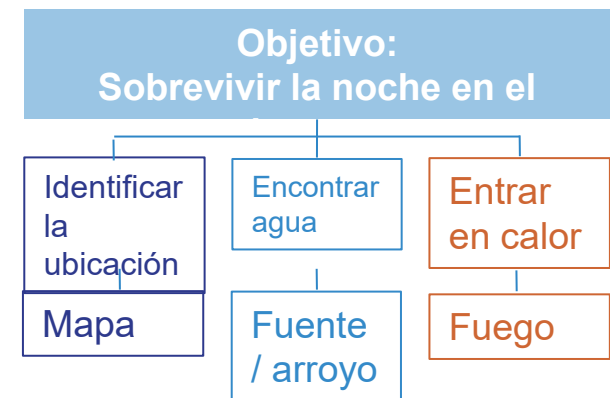 Objetivo:
Sobrevivir la noche en el
Identificar
la
ubicación
Encontrar
agua
Entrar
en calor
Mapa
Fuente
/ arroyo
Fuego